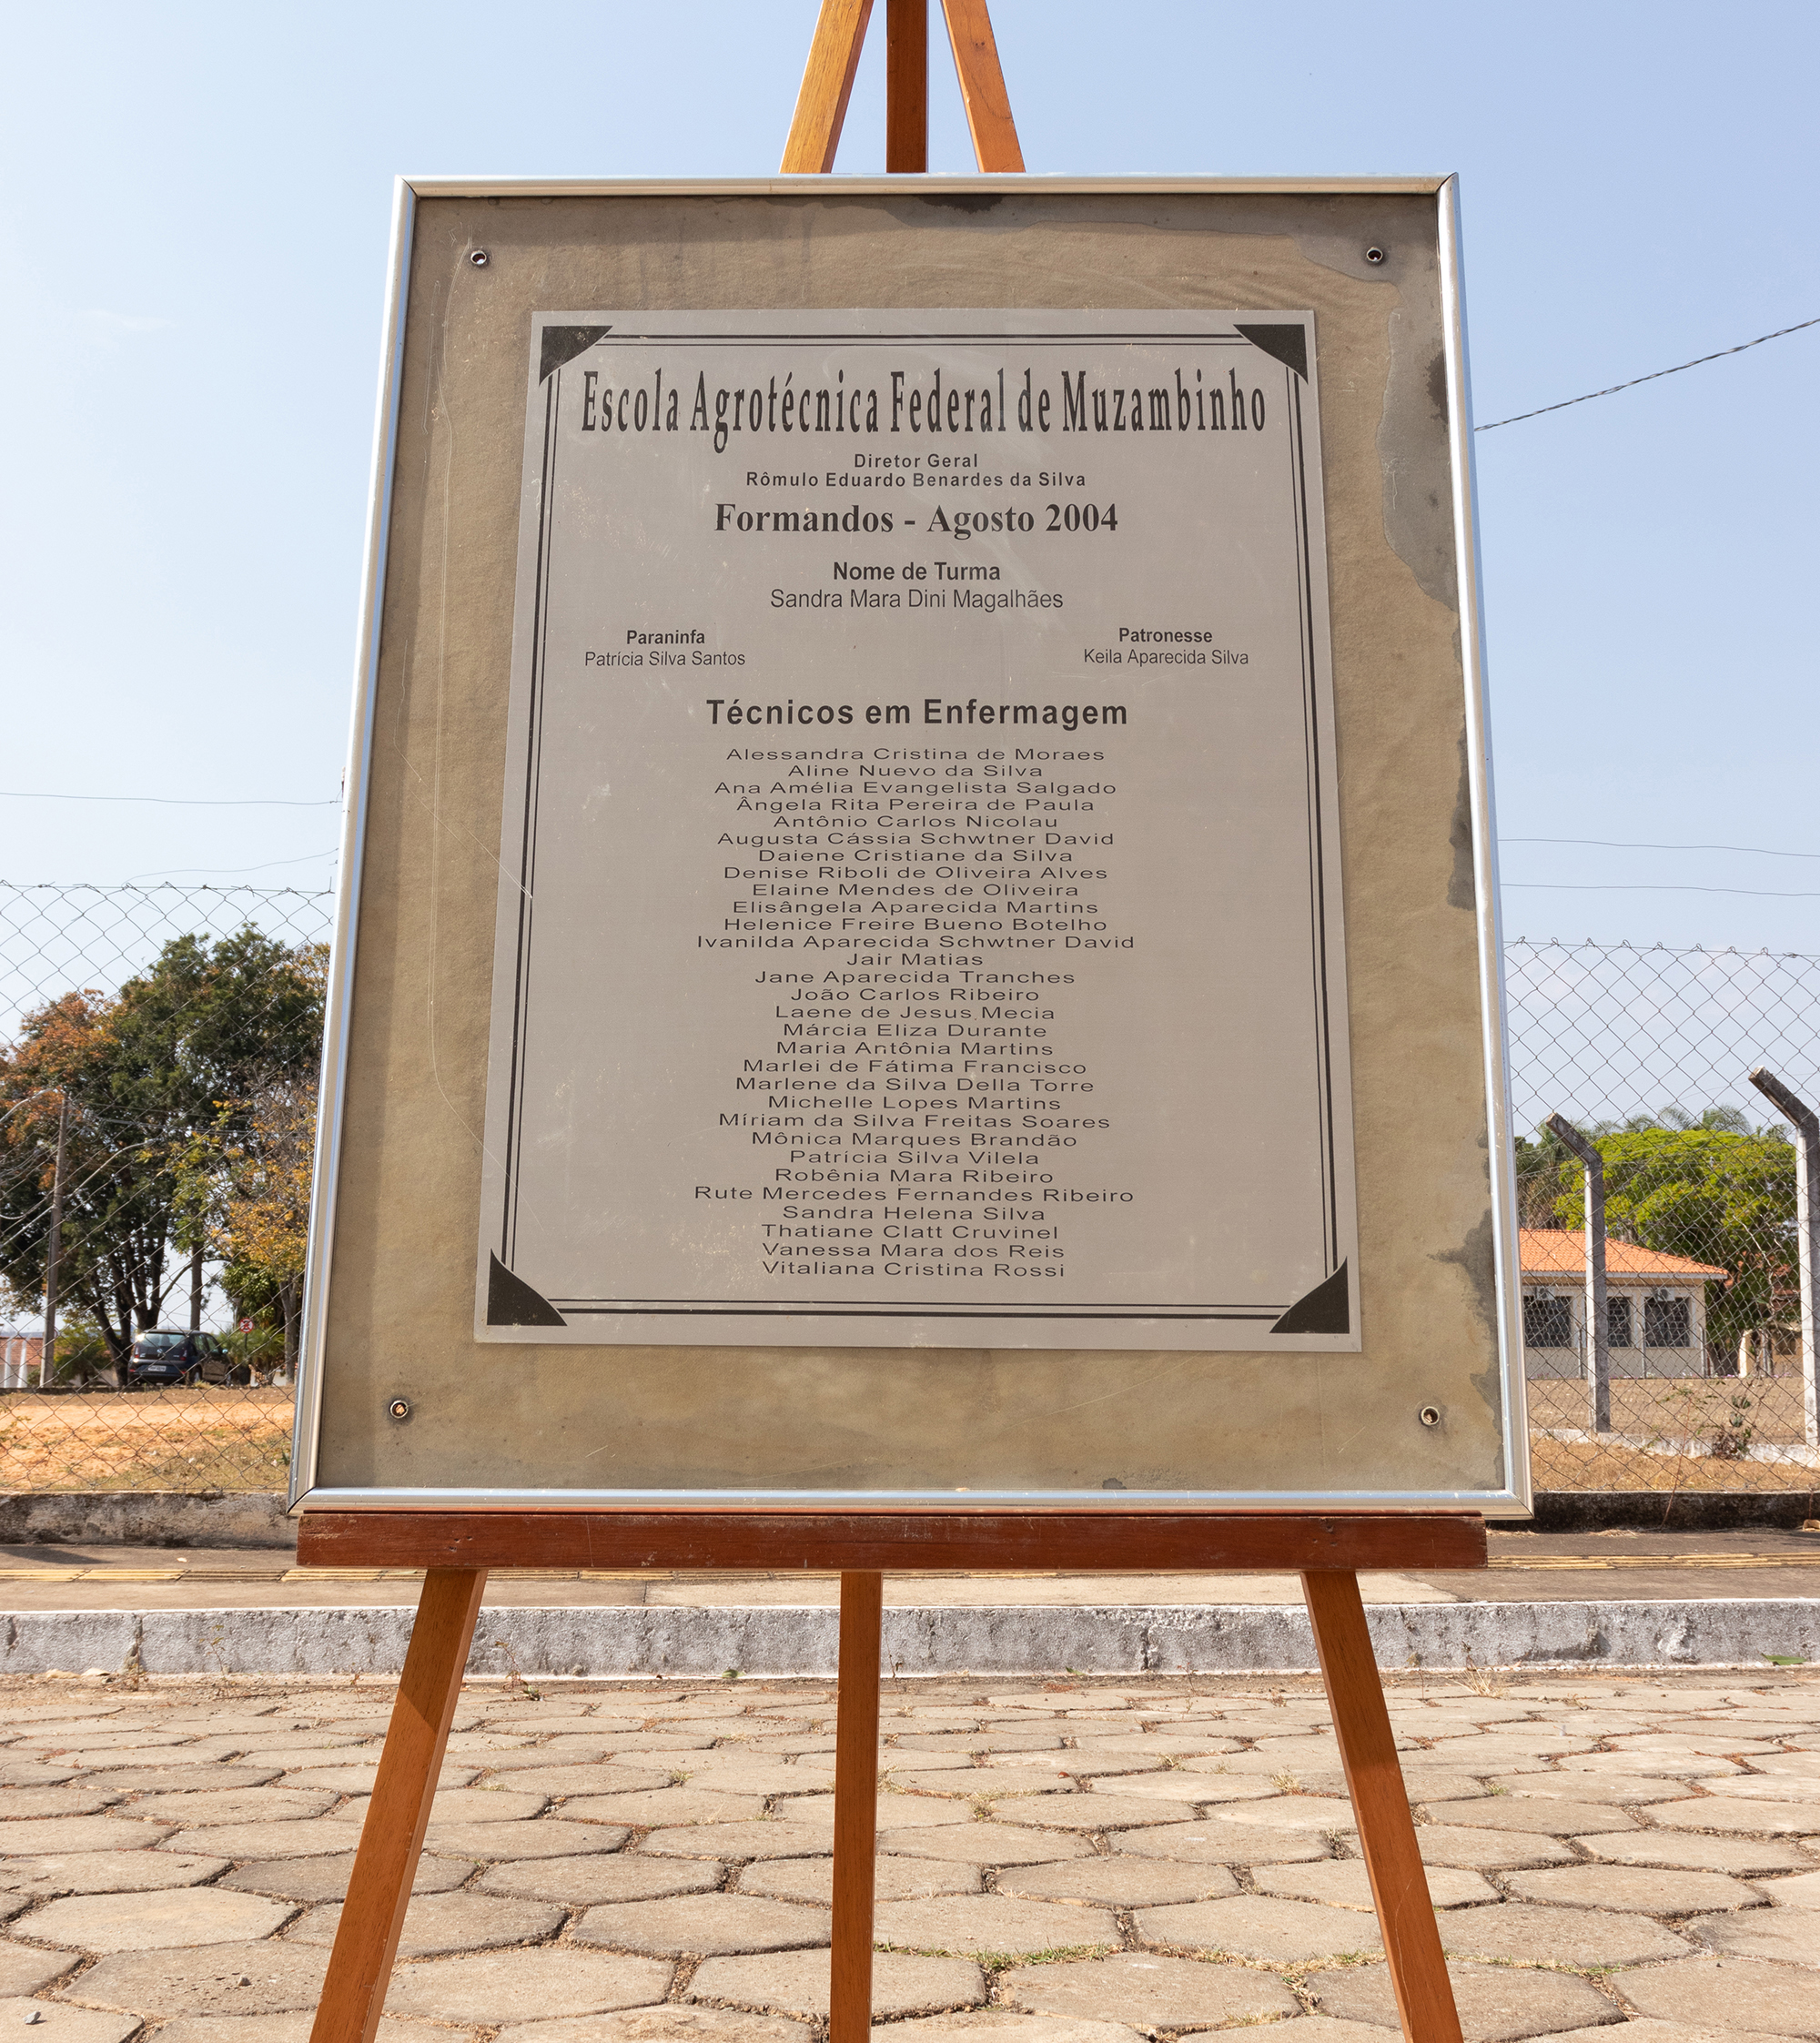 Escola Agrotécnica Federal de Muzambinho
Diretor Geral
Rômulo Eduardo Benardes da Silva
Formandos - Agosto 2004
Nome de Turma
Sandra Mara Dini Magalhães
Paraninfa
Patrícia Silva Santos
Patronesse
Keila Aparecida Silva
Técnicos em Enfermagem
Alessandra Cristina de Moraes
Aline Nuevo da Silva
Ana Amélia Evangelista Salgado
Ângela Rita Pereira de Paula
Antônio Carlos Nicolau
Augusta Cássia Schwtner David
Daiene Cristiane da Silva
Denise Riboli de Oliveira Alves
Elaine Mendes de Oliveira
Elisângela Aparecida Martins
Helenice Freire Bueno Botelho
Ivanilda Aparecida Schwtner David
Jair Matias
Jane Aparecida Tranches
João Carlos Ribeiro
Laene de Jesus Mecia
Márcia Eliza Durante
Maria Antônia Martins
Marlei de Fátima Francisco
Marlene da Silva Della Torre
Michelle Lopes Martins
Míriam da Silva Freitas Soares
Mônica Marques Brandão
Patrícia Silva Vilela
Robênia Mara Ribeiro
Rute Mercedes Fernandes Ribeiro
Sandra Helena Silva
Thatiane Clatt Cruvinel
Vanessa Mara dos Reis
Vitaliana Cristina Rossi